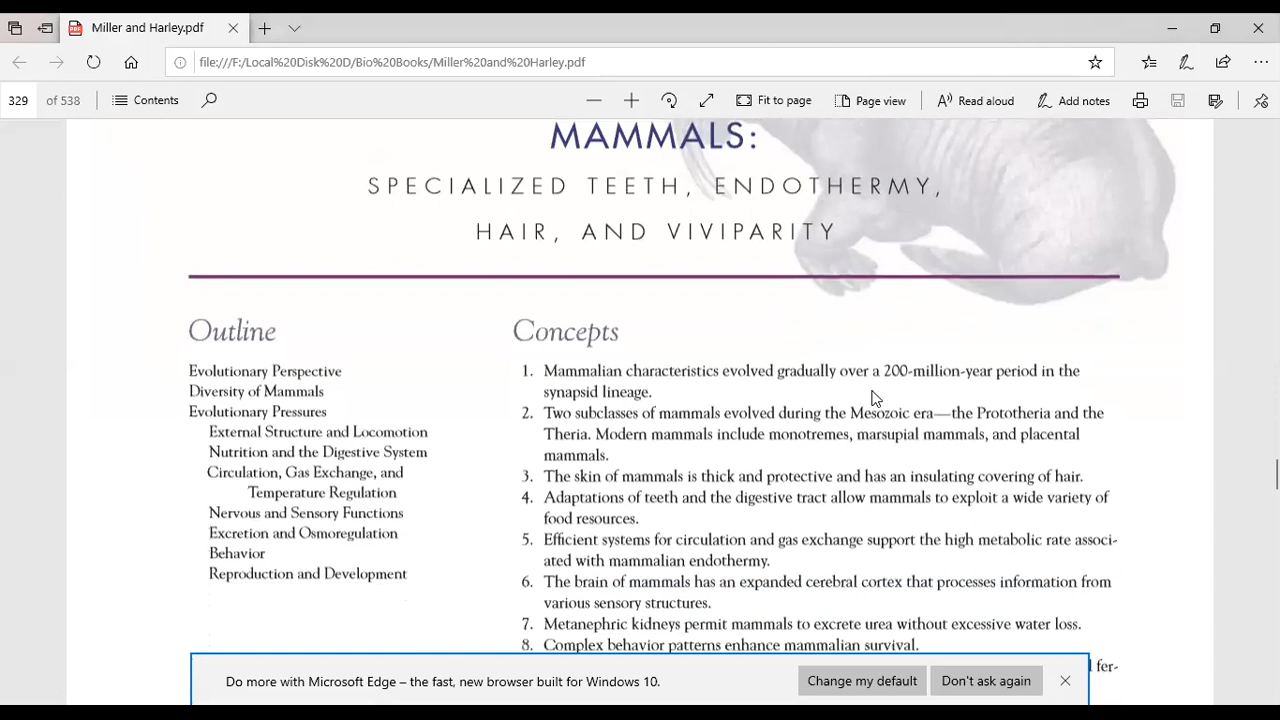 Miller and Harley.pdf
file:///F:/Local%20Disk%20D/Bio%20Books/Miller%20and%20Harley.pdf
329 of 538 Contents Fit to page Page view Read aloud Add notes
MAMMALS:
SPECIALIZED TEETH, ENDOTHERMY,
HAIR, AND VIVIPARITY
Outline
Evolutionary Perspective
Diversity of Mammals
Evolutionary Pressures
External Structure and Locomotion
Nutrition and the Digestive System
Circulation, Gas Exchange, and
Temperature Regulation
Nervous and Sensory Functions
Excretion and Osmoregulation
Behavior
Reproduction and Development
Concepts
1. Mammalian characteristics evolved gradually over a 200-million-year period in the
synapsid lineage.
2. Two subclasses of mammals evolved during the Mesozoic era—the Prototheria and the
Theria. Modern mammals include monotremes, marsupial mammals, and placental
mammals.
3. The skin of mammals is thick and protective and has an insulating covering of hair.
4. Adaptations of teeth and the digestive tract allow mammals to exploit a wide variety of
food resources.
5. Efficient systems for circulation and gas exchange support the high metabolic rate associ-
ated with mammalian endothermy.
6. The brain of mammals has an expanded cerebral cortex that processes information from
various sensory structures.
7. Metanephric kidneys permit mammals to excrete urea without excessive water loss.
8. Complex behavior patterns enhance mammalian survival.
fer-
Do more with Microsoft Edge – the fast, new browser built for Windows 10. Change my default Don't ask again